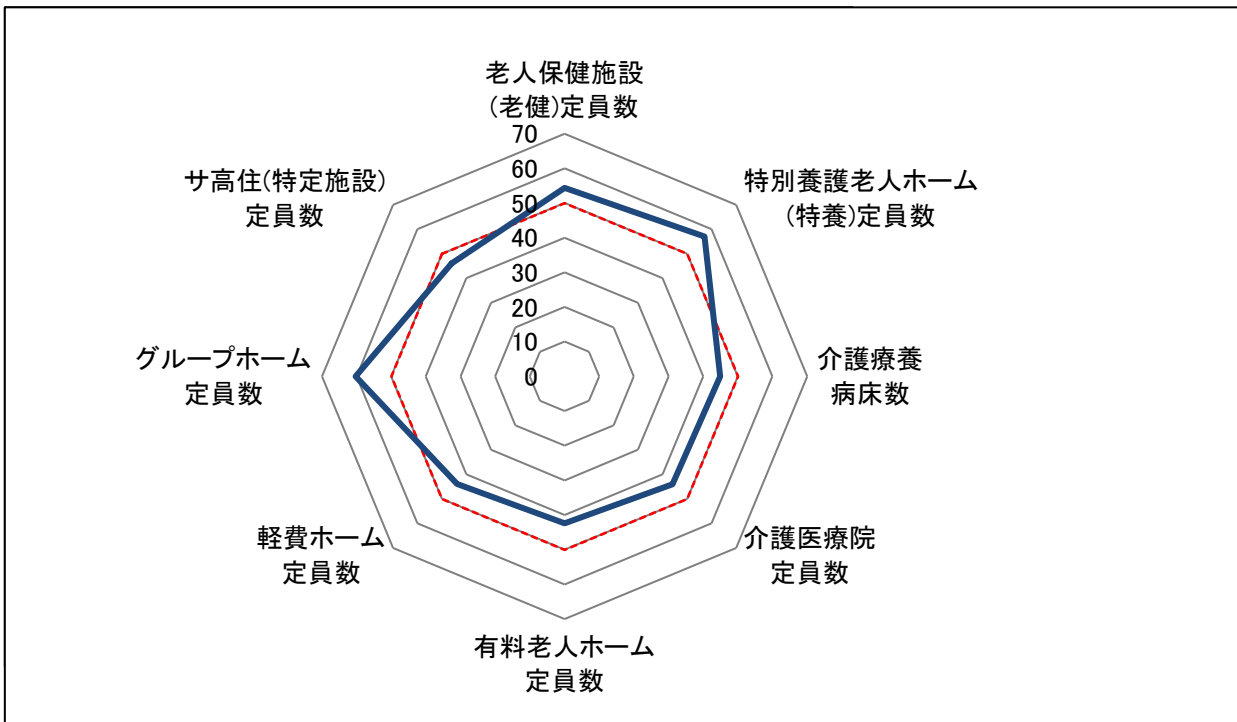 老人保健施設
(老健)定員数
特別養護老人ホーム
(特養)定員数
介護療養
病床数
介護医療院
定員数
有料老人ホーム
定員数
軽費ホーム
定員数
グループホーム
定員数
サ高住(特定施設)
定員数
70
60
50
40
30
20
10
0